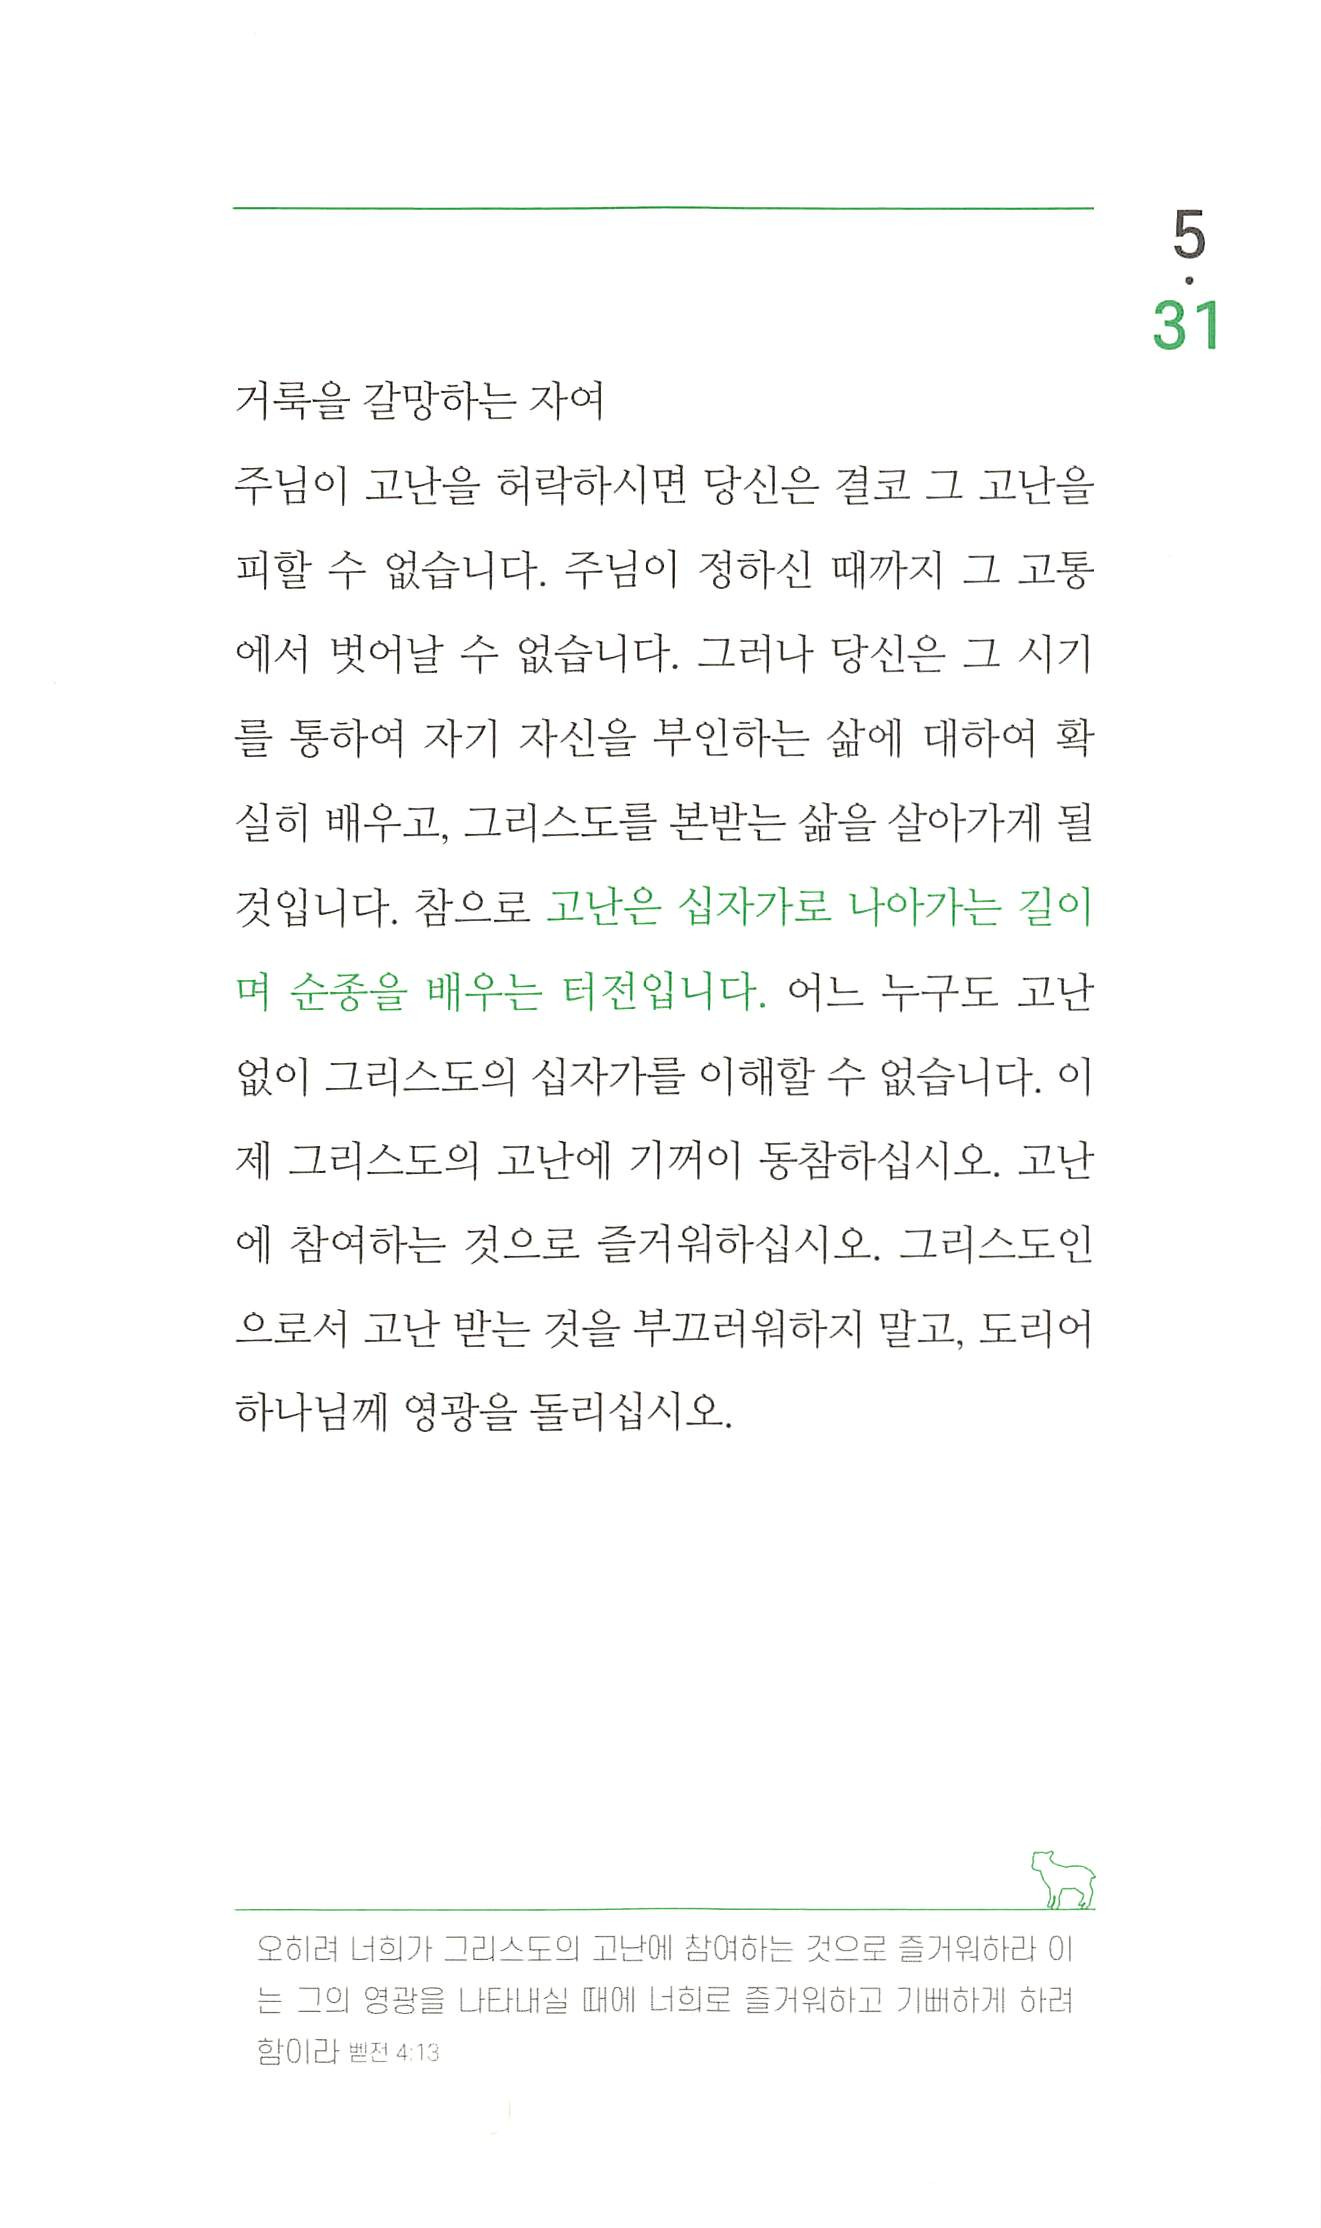 5
·
31
거룩을 갈망하는 자여
주님이 고난을 허락하시면 당신은 결코 그 고난을
피할 수 없습니다. 주님이 정하신 때까지 그 고통
에서 벗어날 수 없습니다. 그러나 당신은 그 시기
를 통하여 자기 자신을 부인하는 삶에 대하여 확
실히 배우고, 그리스도를 본받는 삶을 살아가게 될
것입니다. 참으로 고난은 십자가로 나아가는 길이
며 순종을 배우는 터전입니다. 어느 누구도 고난
없이 그리스도의 십자가를 이해할 수 없습니다. 이
제 그리스도의 고난에 기꺼이 동참하십시오. 고난
에 참여하는 것으로 즐거워하십시오. 그리스도인
으로서 고난 받는 것을 부끄러워하지 말고, 도리어
하나님께 영광을 돌리십시오.
오히려 너희가 그리스도의 고난에 참여하는 것으로 즐거워하라 이
는 그의 영광을 나타내실 때에 너희로 즐거워하고 기뻐하게 하려
함이라 벧전 4:13